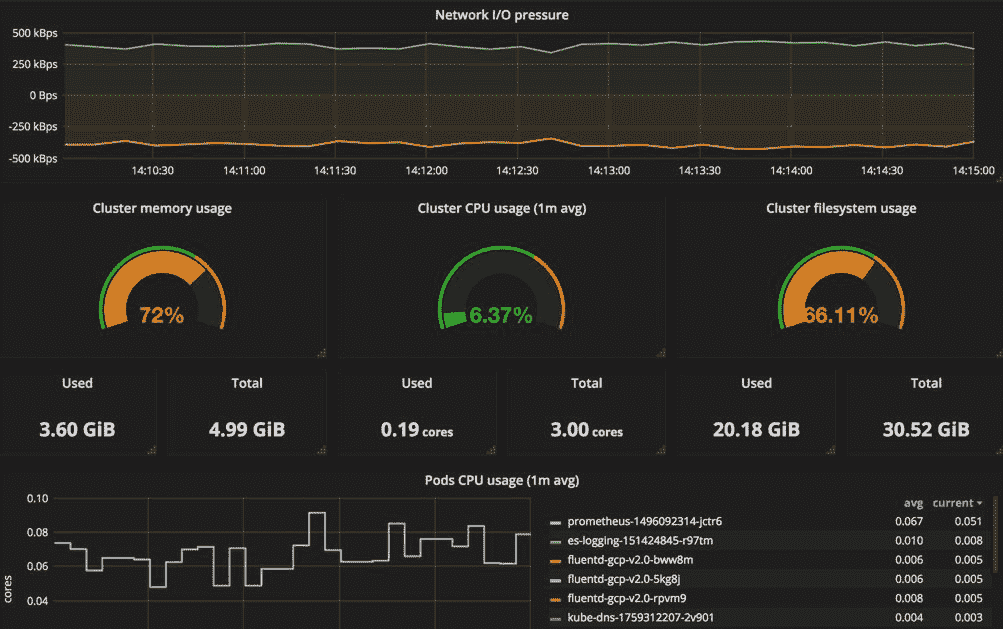 Network I/O pressure
500 kBps
250 kBps
0 Bps
-250 kBps
-500 kBps
14:10:30 14:11:00 14:11:30 14:12:00 14:12:30 14:13:00 14:13:30 14:14:00 14:14:30 14:15:00
Cluster memory usage Cluster CPU usage (1m avg) Cluster filesystem usage
72% 6.37% 66.11%
Used Total Used Total Used Total
3.60 GiB 4.99 GiB 0.19 cores 3.00 cores 20.18 GiB 30.52 GiB
Pods CPU usage (1m avg)
cores
0.10
0.08
0.06
0.04
avg current
prometheus-1496092314-jctr6 0.067 0.051
es-logging-151424845-r97tm 0.010 0.008
fluentd-gcp-v2.0-bww8m 0.006 0.005
fluentd-gcp-v2.0-5kg8j 0.006 0.005
fluentd-gcp-v2.0-rpvm9 0.008 0.005
kube-dns-1759312207-2v901 0.004 0.003